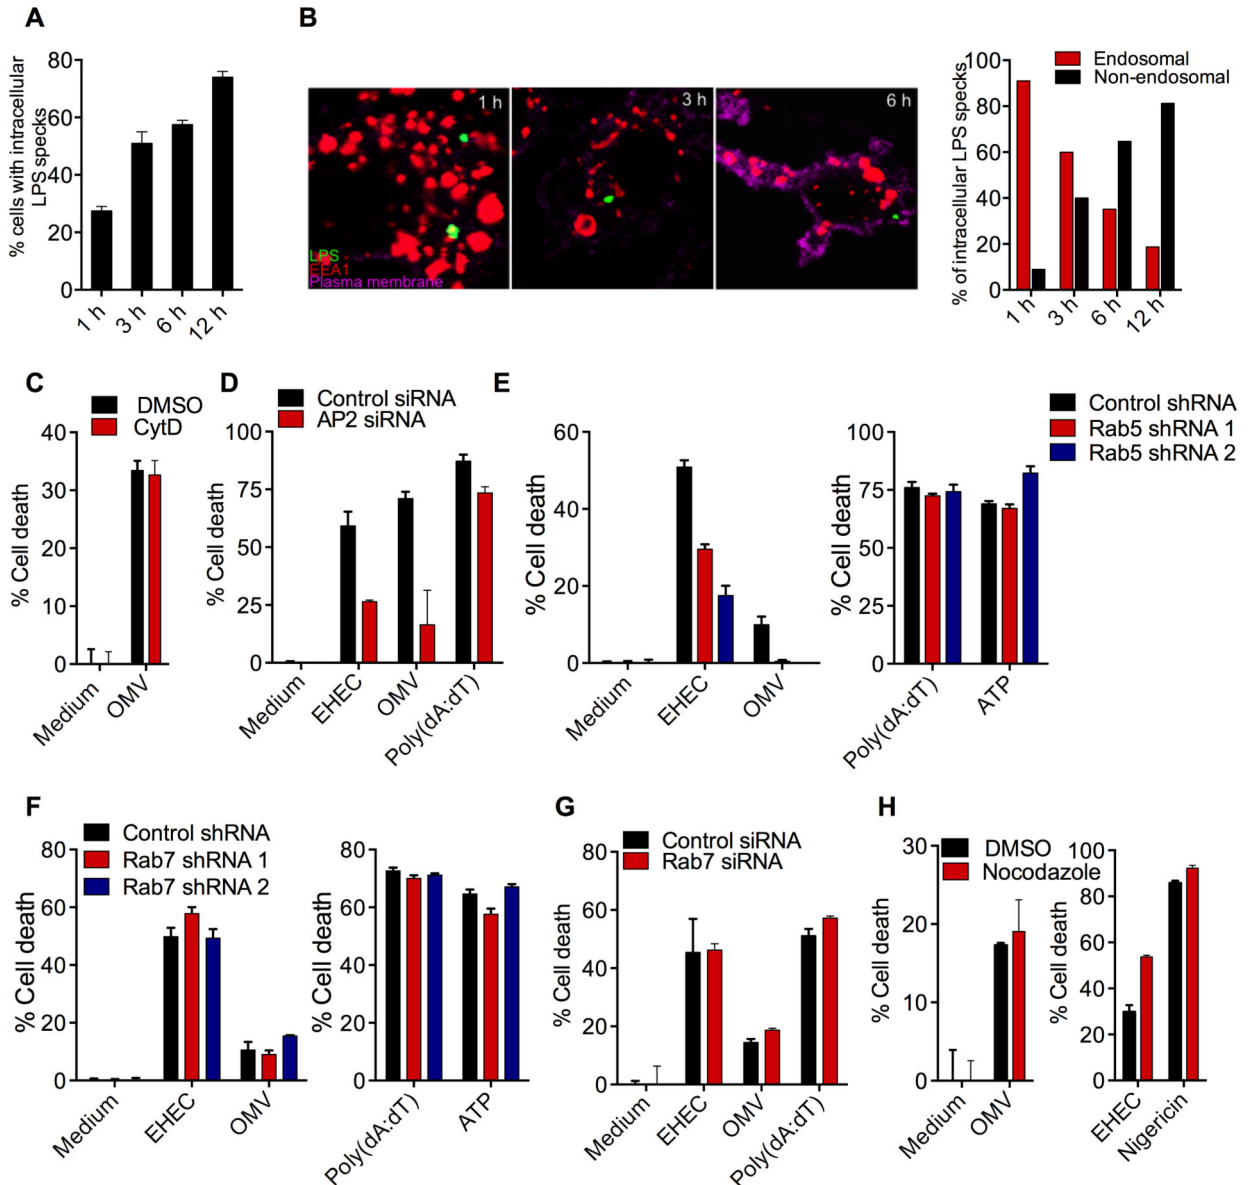 A
% cells with intracellular
LPS specks
80
60
40
20
0
1 h
3 h
6 h
12 h
B
1 h
3 h
6 h
LPS
EEA1
Plasma membrane
Endosomal
Non-endosomal
% of intracellular LPS specks
100
80
60
40
20
0
1 h
3 h
6 h
12 h
C
DMSO
CytD
% Cell death
40
30
20
10
0
Medium
OMV
D
Control siRNA
AP2 siRNA
% Cell death
100
75
50
25
0
Medium
EHEC
OMV
Poly(dA:dT)
E
% Cell death
60
40
20
0
Medium
EHEC
OMV
Control shRNA
Rab5 shRNA 1
Rab5 shRNA 2
% Cell death
100
75
50
25
0
Poly(dA:dT)
ATP
F
Control shRNA
Rab7 shRNA 1
Rab7 shRNA 2
% Cell death
80
60
40
20
0
Medium
EHEC
OMV
% Cell death
80
60
40
20
0
Poly(dA:dT)
ATP
G
Control siRNA
Rab7 siRNA
% Cell death
80
60
40
20
0
Medium
EHEC
OMV
Poly(dA:dT)
H
DMSO
Nocodazole
% Cell death
30
20
10
0
Medium
OMV
% Cell death
100
80
60
40
20
0
EHEC
Nigericin